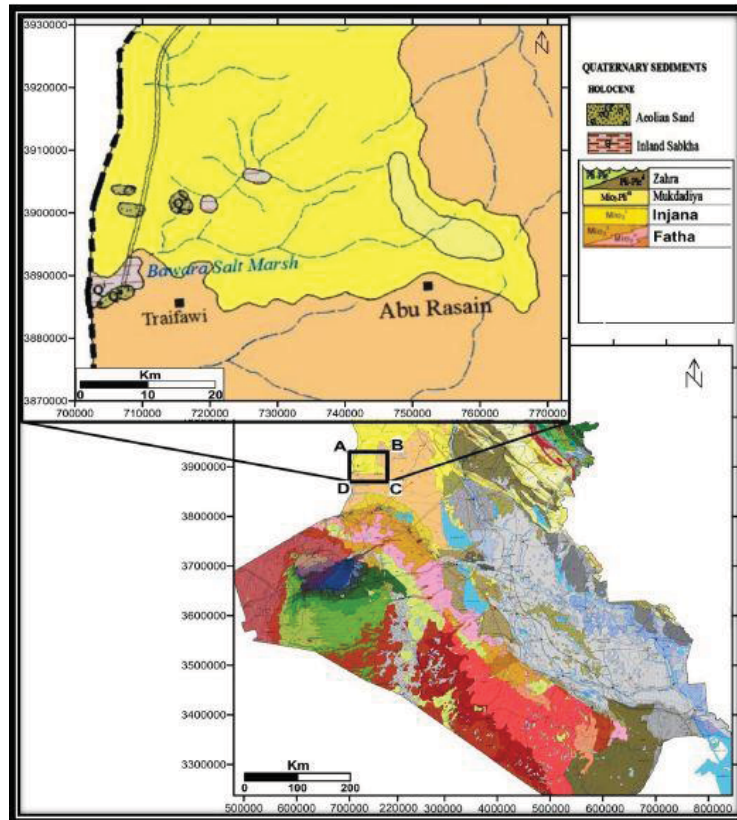 3930000
3920000
3910000
3900000
3890000
3880000
3870000
N
Q
Bawara Salt Marsh
Q
Q
Traifawi
Abu Rasain
Km
0 10 20
700000 710000 720000 730000 740000 750000 760000 770000
QUATERNARY SEDIMENTS
HOLOCENE
Aeolian Sand
Inland Sabkha
Zahra
Mukdadiya
Injana
Fatha
N
A B
D C
3900000
3800000
3700000
3600000
3500000
3400000
3300000
Km
0 100 200
500000 600000 700000 220000 400000 500000 600000 700000 800000